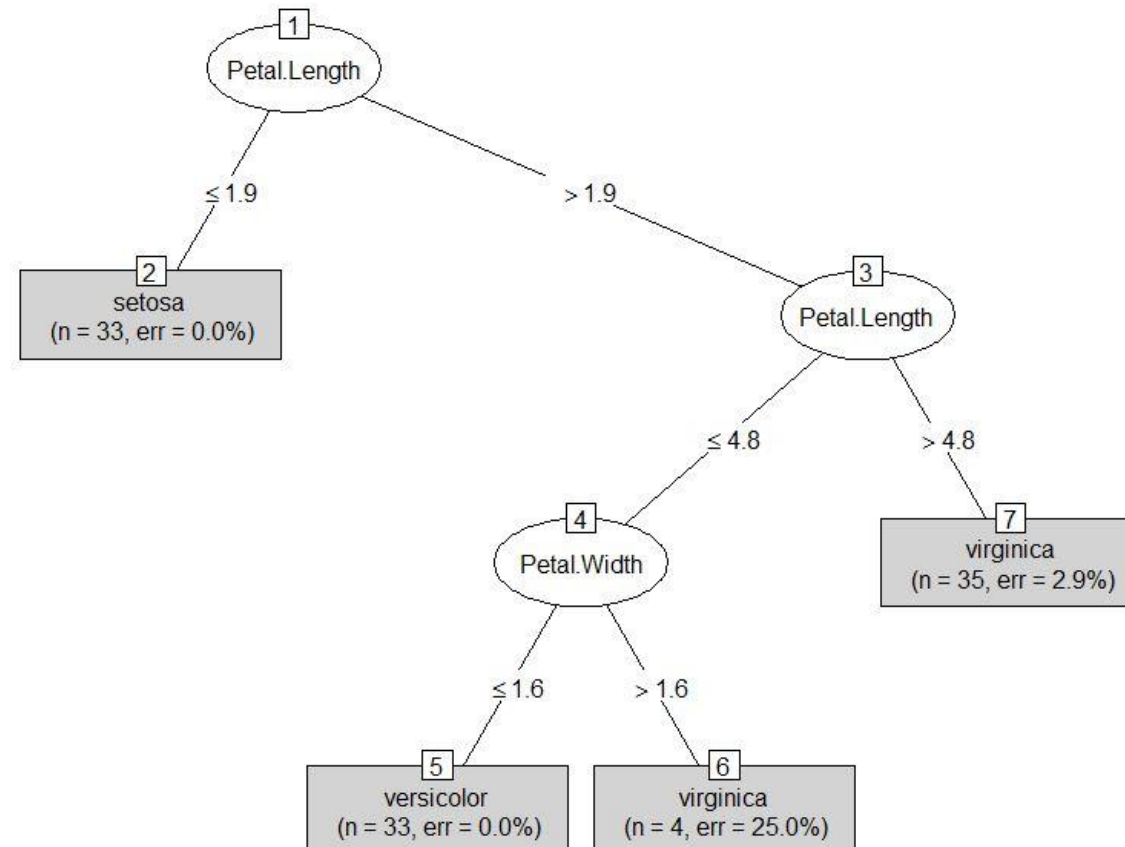 1
Petal.Length
≤ 1.9
> 1.9
2
setosa
(n = 33, err = 0.0%)
3
Petal.Length
≤ 4.8
> 4.8
4
Petal.Width
7
virginica
(n = 35, err = 2.9%)
≤ 1.6
> 1.6
5
versicolor
(n = 33, err = 0.0%)
6
virginica
(n = 4, err = 25.0%)